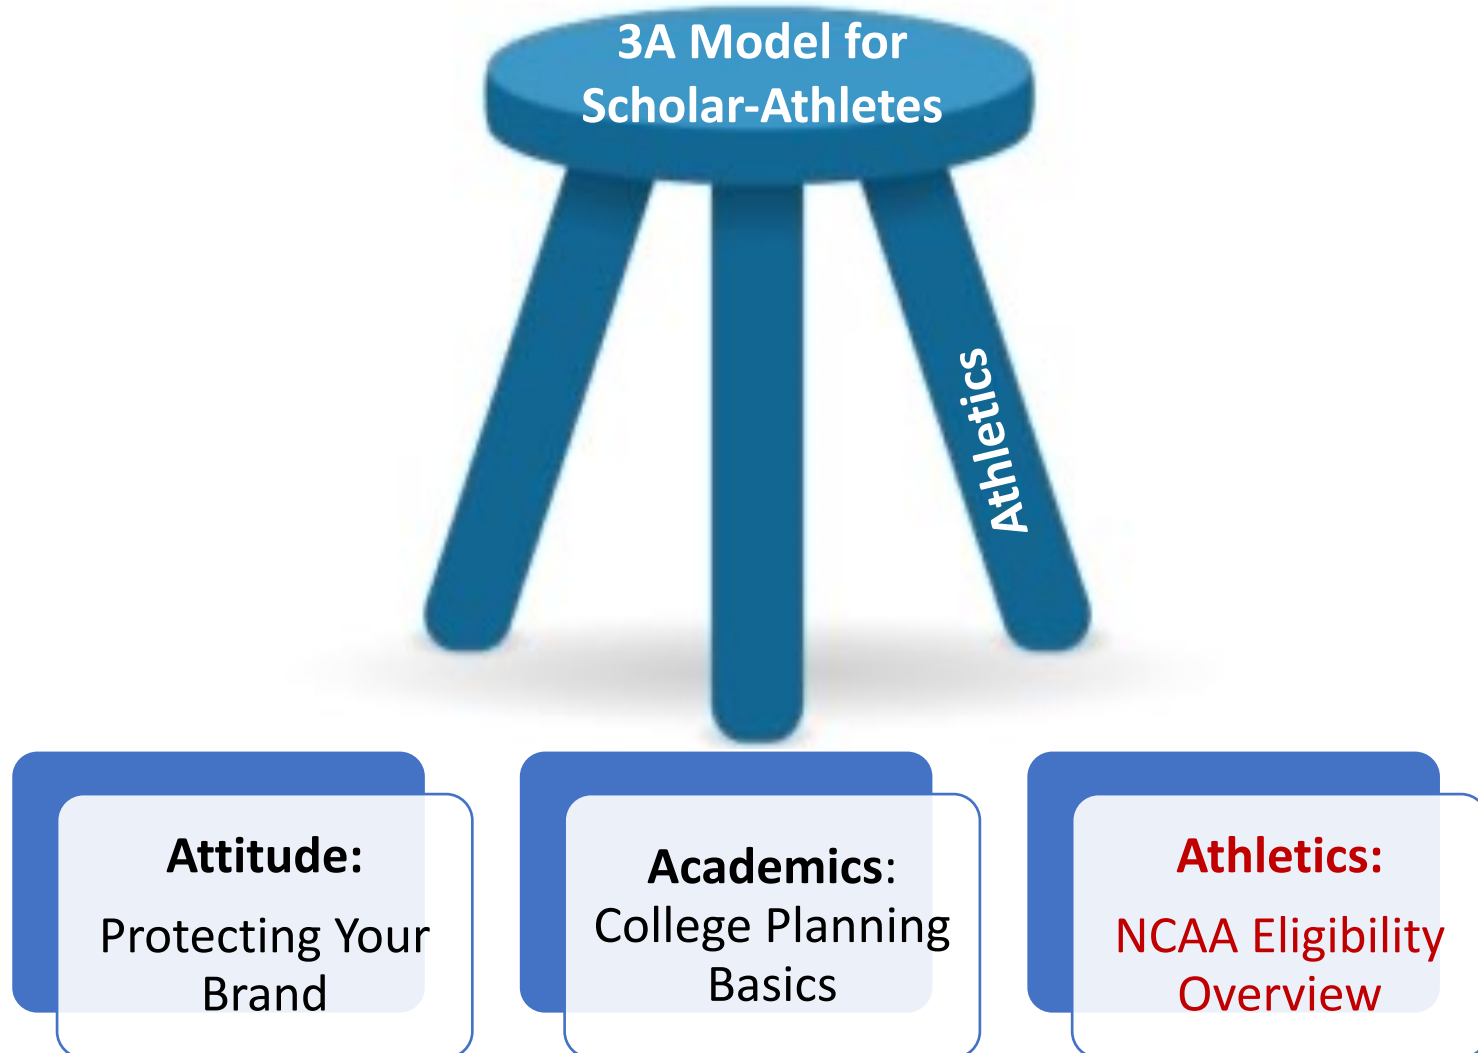 3A Model for
Scholar-Athletes
Athletics
Attitude:
Protecting Your
Brand
Academics:
College Planning
Basics
Athletics:
NCAA Eligibility
Overview